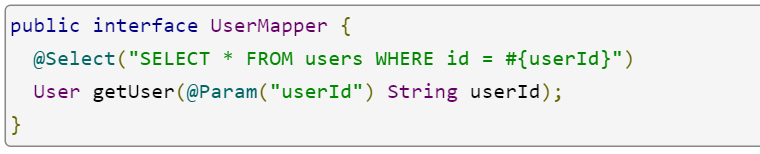 public interface UserMapper {
  @Select("SELECT * FROM users WHERE id = #{userId}")
  User getUser(@Param("userId") String userId);
}